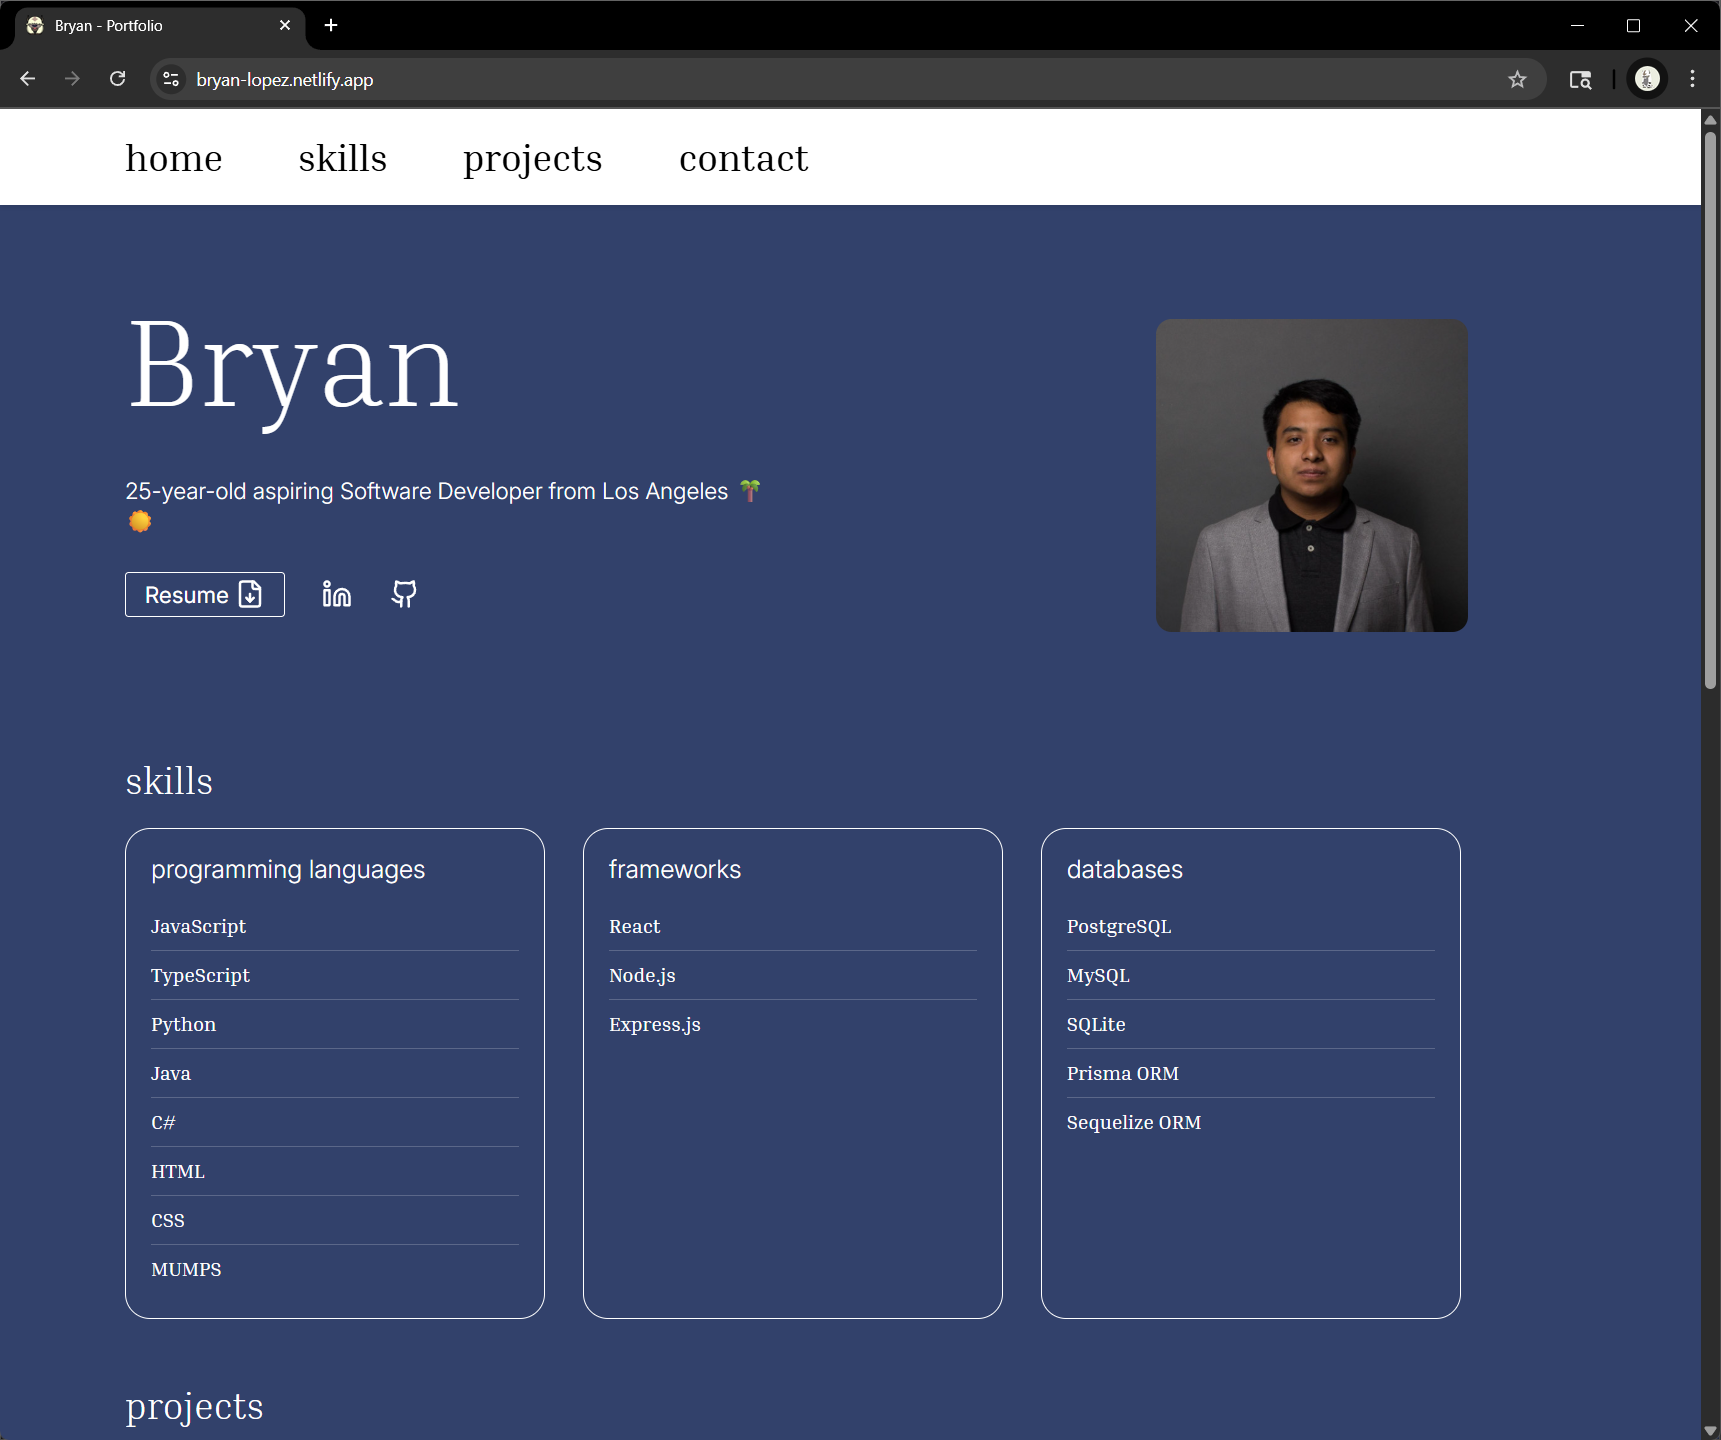 Bryan - Portfolio
bryan-lopez.netlify.app
home skills projects contact
Bryan
25-year-old aspiring Software Developer from Los Angeles 🌴
🌼
Resume
skills
programming languages
JavaScript
TypeScript
Python
Java
C#
HTML
CSS
MUMPS
frameworks
React
Node.js
Express.js
databases
PostgreSQL
MySQL
SQLite
Prisma ORM
Sequelize ORM
projects